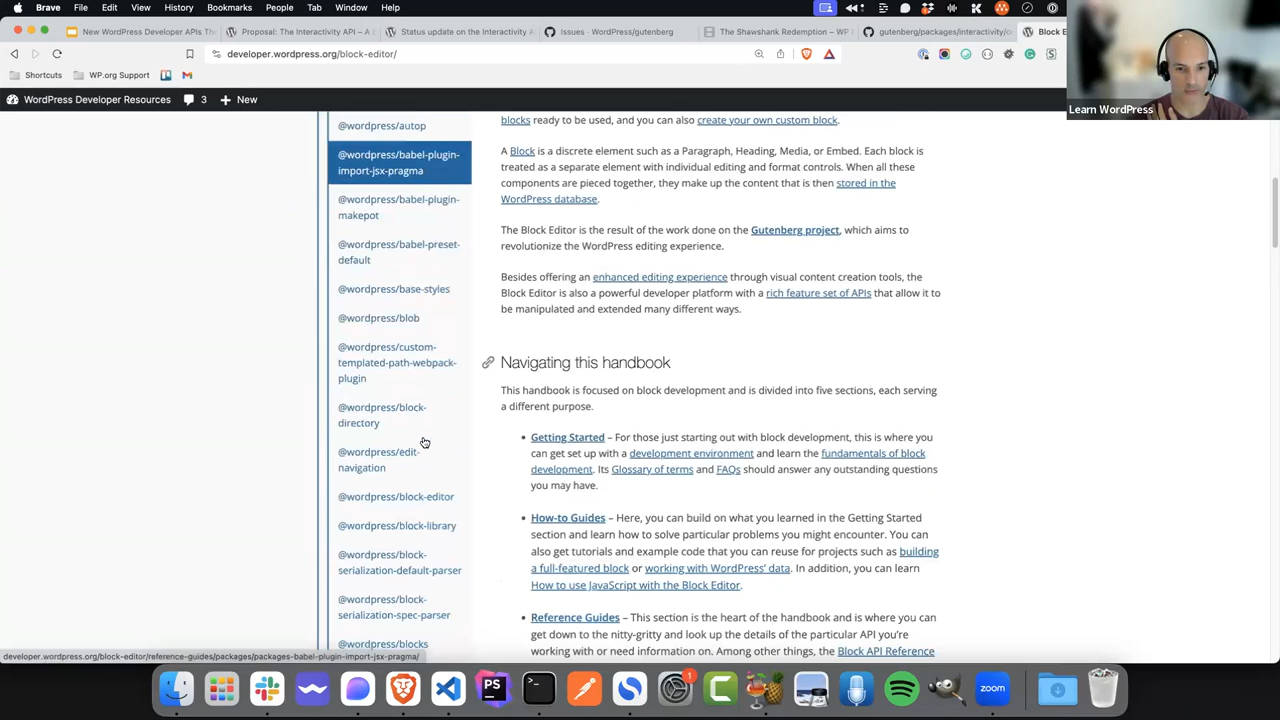 Brave File Edit View History Bookmarks People Tab Window Help
New WordPress Developer APIs Th
Proposal: The Interactivity API – A
Status update on the Interactivity
Issues · WordPress/gutenberg
The Shawshank Redemption – WP
gutenberg/packages/interactivity/
Block E
developer.wordpress.org/block-editor/
Shortcuts WP.org Support
WordPress Developer Resources 3 New
Learn WordPress
@wordpress/autop
@wordpress/babel-plugin-
import-jsx-pragma
@wordpress/babel-plugin-
makepot
@wordpress/babel-preset-
default
@wordpress/base-styles
@wordpress/blob
@wordpress/custom-
templated-path-webpack-
plugin
@wordpress/block-
directory
@wordpress/edit-
navigation
@wordpress/block-editor
@wordpress/block-library
@wordpress/block-
serialization-default-parser
@wordpress/block-
serialization-spec-parser
@wordpress/blocks
blocks ready to be used, and you can also create your own custom block.
A Block is a discrete element such as a Paragraph, Heading, Media, or Embed. Each block is
treated as a separate element with individual editing and format controls. When all these
components are pieced together, they make up the content that is then stored in the
WordPress database.
The Block Editor is the result of the work done on the Gutenberg project, which aims to
revolutionize the WordPress editing experience.
Besides offering an enhanced editing experience through visual content creation tools, the
Block Editor is also a powerful developer platform with a rich feature set of APIs that allow it to
be manipulated and extended many different ways.
Navigating this handbook
This handbook is focused on block development and is divided into five sections, each serving
a different purpose.
• Getting Started – For those just starting out with block development, this is where you
can get set up with a development environment and learn the fundamentals of block
development. Its Glossary of terms and FAQs should answer any outstanding questions
you may have.
• How-to Guides – Here, you can build on what you learned in the Getting Started
section and learn how to solve particular problems you might encounter. You can
also get tutorials and example code that you can reuse for projects such as building
a full-featured block or working with WordPress' data. In addition, you can learn
How to use JavaScript with the Block Editor.
• Reference Guides – This section is the heart of the handbook and is where you can
get down to the nitty-gritty and look up the details of the particular API you're
working with or need information on. Among other things, the Block API Reference
developer.wordpress.org/block-editor/reference-guides/packages/packages-babel-plugin-import-jsx-pragma/
PS
zoom
1